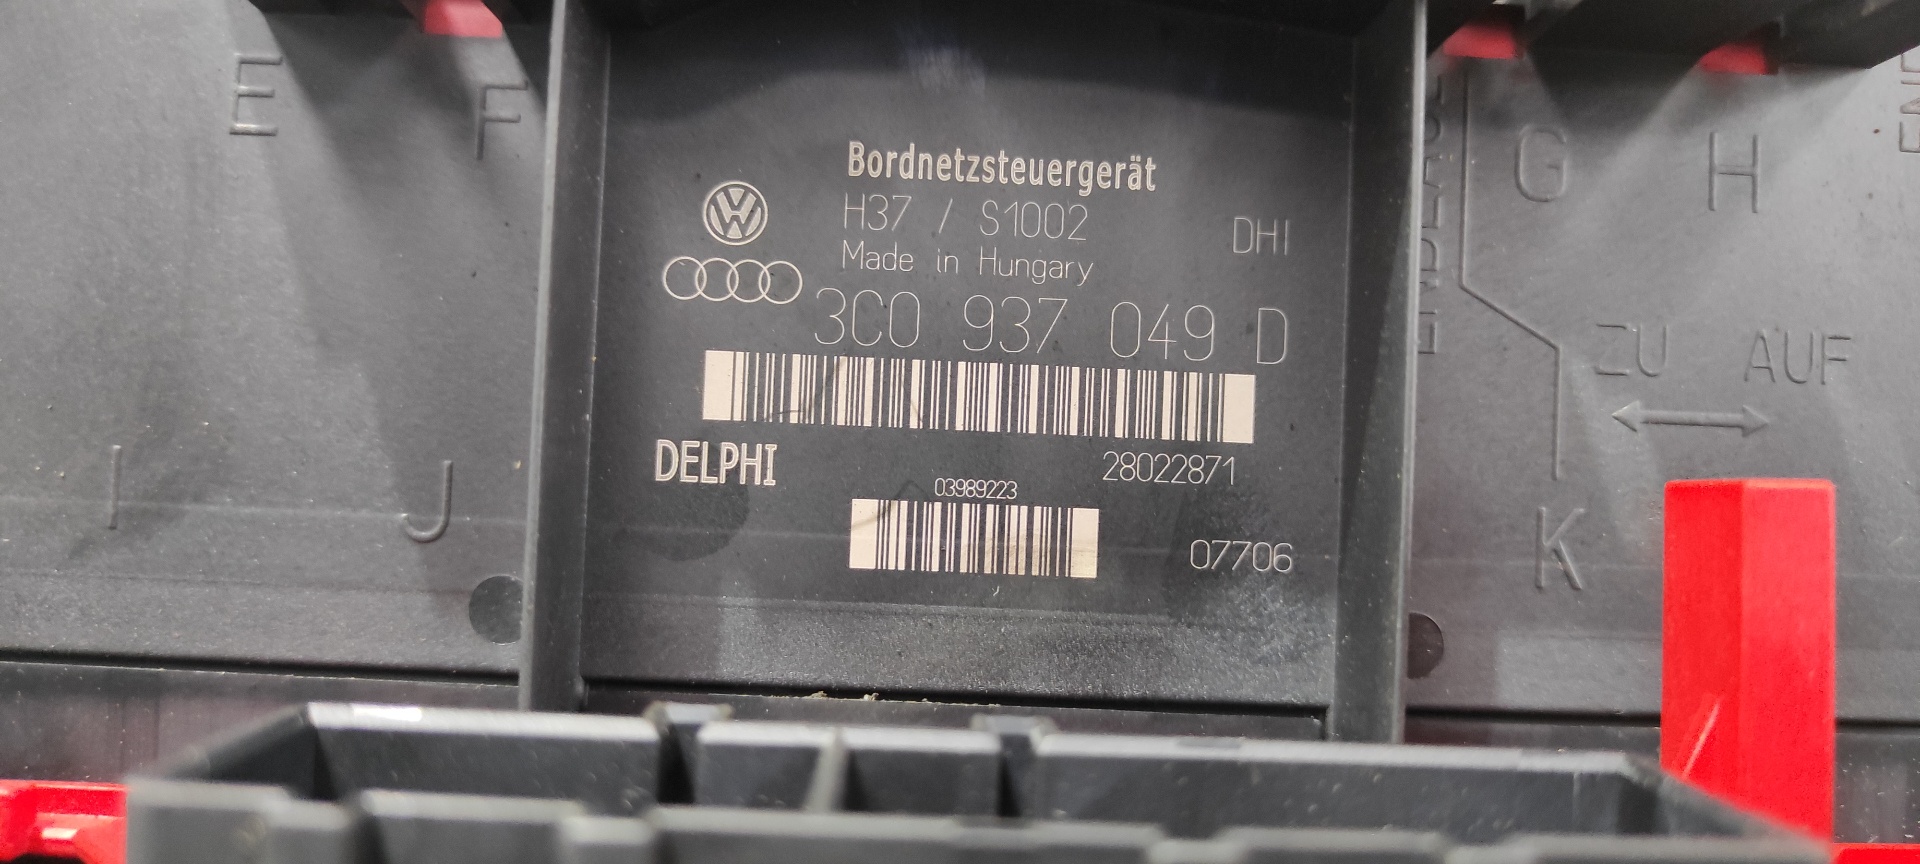 E
F
Bordnetzsteuergerät
H37 / S1002
DHI
Made in Hungary
3C0 937 049 D
DELPHI
28022871
03989223
07706
G
H
ZU AUF
I
J
K